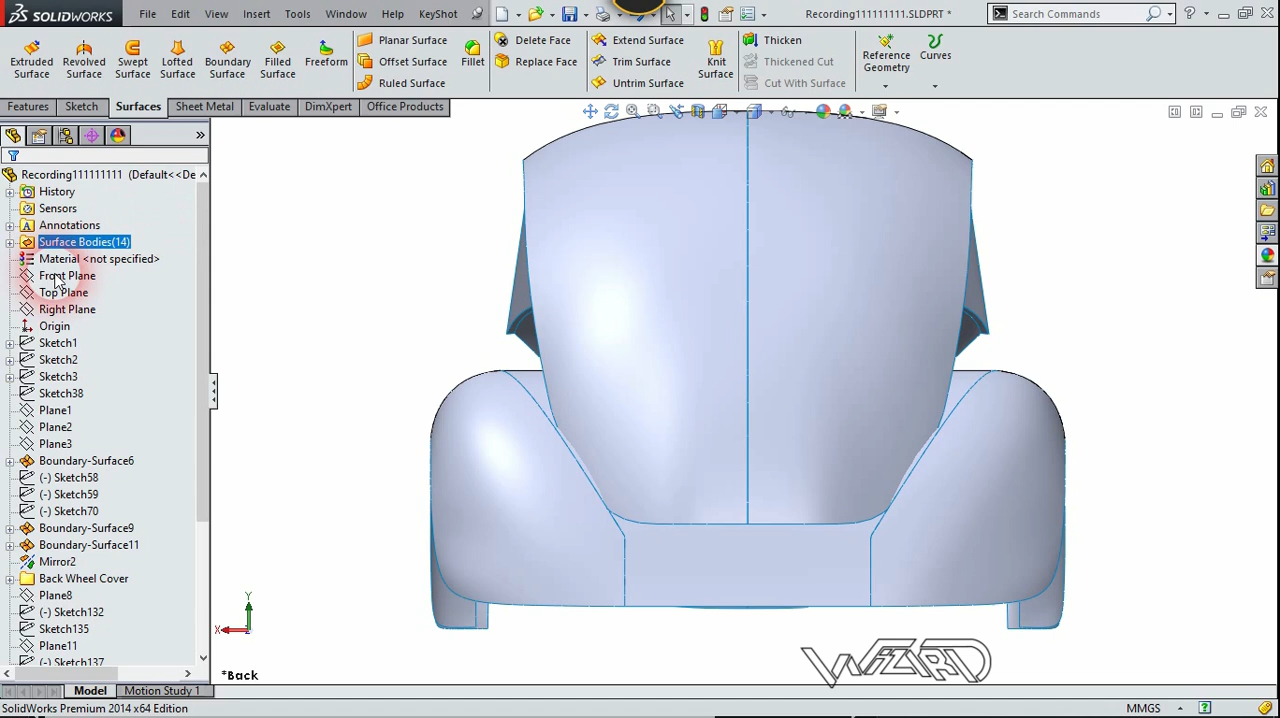 SOLIDWORKS File Edit View Insert Tools Window Help KeyShot Recording111111111.SLDPRT * Search Commands
Extruded Surface Revolved Surface Swept Surface Lofted Surface Boundary Surface Filled Surface Freeform Planar Surface Offset Surface Ruled Surface Fillet Delete Face Replace Face Extend Surface Trim Surface Untrim Surface Knit Surface Thicken Thickened Cut Cut With Surface Reference Geometry Curves
Features Sketch Surfaces Sheet Metal Evaluate DimXpert Office Products
Recording111111111 (Default<<De
History
Sensors
Annotations
Surface Bodies(14)
Material <not specified>
Front Plane
Top Plane
Right Plane
Origin
Sketch1
Sketch2
Sketch3
Sketch38
Plane1
Plane2
Plane3
Boundary-Surface6
(-) Sketch58
(-) Sketch59
(-) Sketch70
Boundary-Surface9
Boundary-Surface11
Mirror2
Back Wheel Cover
Plane8
(-) Sketch132
Sketch135
Plane11
(-) Sketch137
Y
X
*Back
WIZARD
Model Motion Study 1
SolidWorks Premium 2014 x64 Edition MMGS